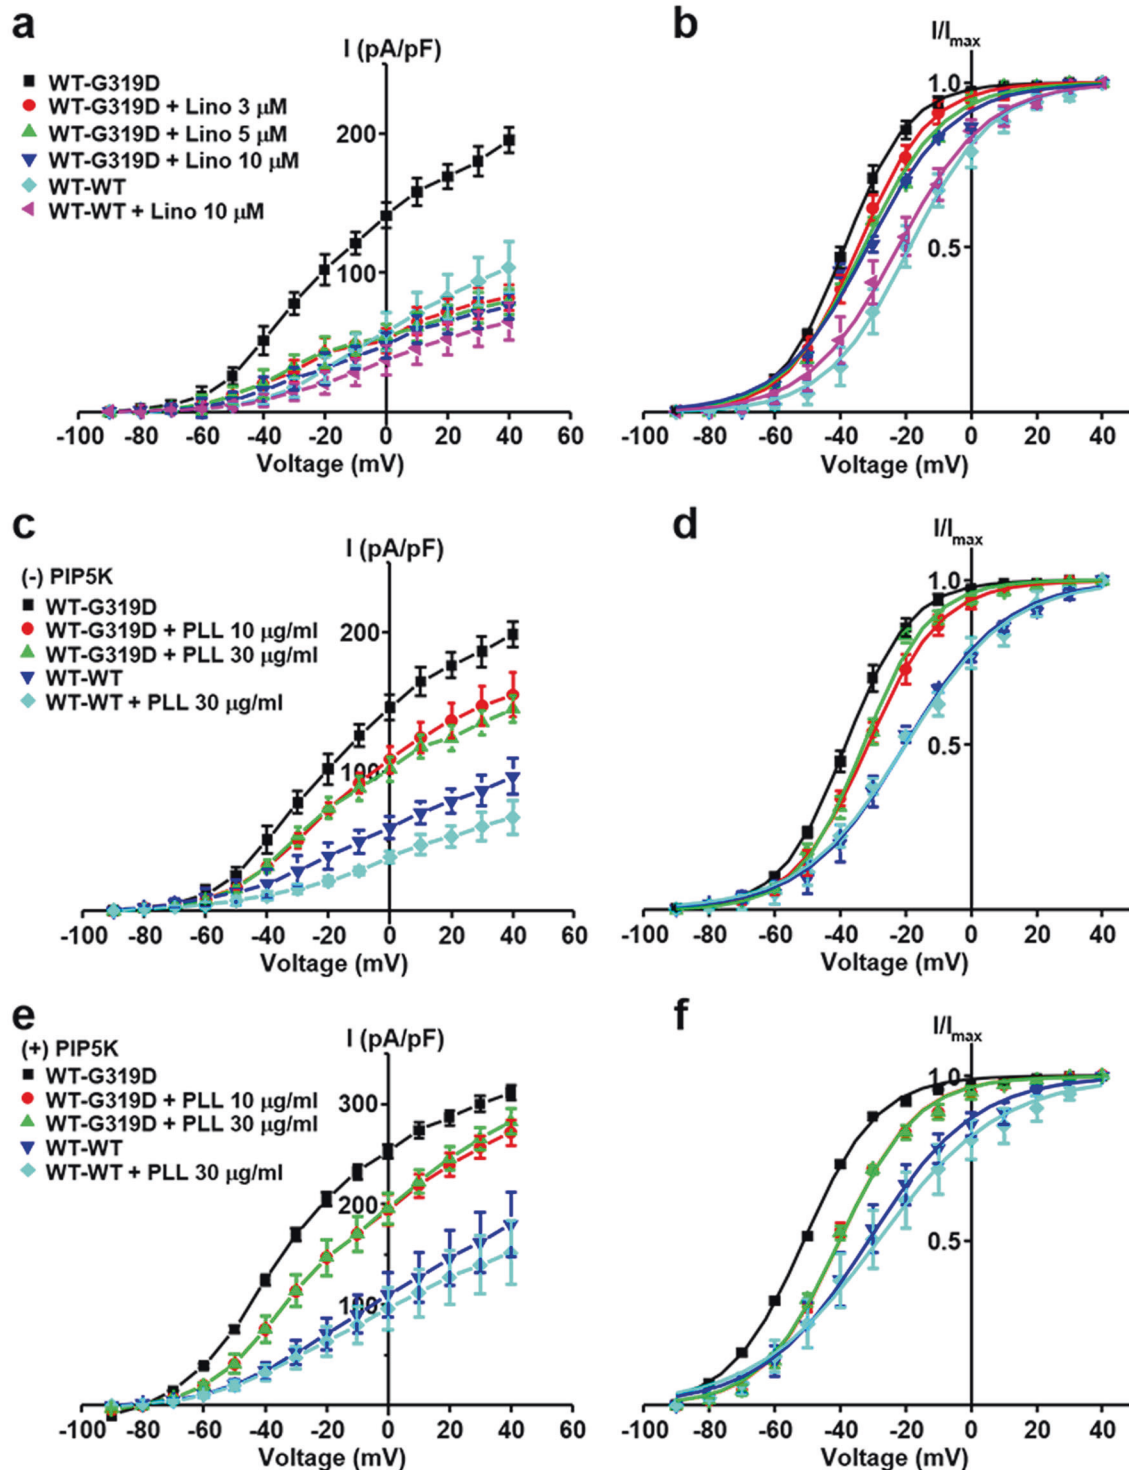 a
I (pA/pF)
WT-G319D
WT-G319D + Lino 3 µM
WT-G319D + Lino 5 µM
WT-G319D + Lino 10 µM
WT-WT
WT-WT + Lino 10 µM
200
100
-100 -80 -60 -40 -20 0 20 40 60
Voltage (mV)
b
I/Imax
1.0
0.5
-100 -80 -60 -40 -20 0 20 40
Voltage (mV)
c
I (pA/pF)
(-) PIP5K
WT-G319D
WT-G319D + PLL 10 µg/ml
WT-G319D + PLL 30 µg/ml
WT-WT
WT-WT + PLL 30 µg/ml
200
100
-100 -80 -60 -40 -20 0 20 40 60
Voltage (mV)
d
I/Imax
1.0
0.5
-100 -80 -60 -40 -20 0 20 40
Voltage (mV)
e
I (pA/pF)
(+) PIP5K
WT-G319D
WT-G319D + PLL 10 µg/ml
WT-G319D + PLL 30 µg/ml
WT-WT
WT-WT + PLL 30 µg/ml
300
200
100
-100 -80 -60 -40 -20 0 20 40 60
Voltage (mV)
f
I/Imax
1.0
0.5
-100 -80 -60 -40 -20 0 20 40
Voltage (mV)